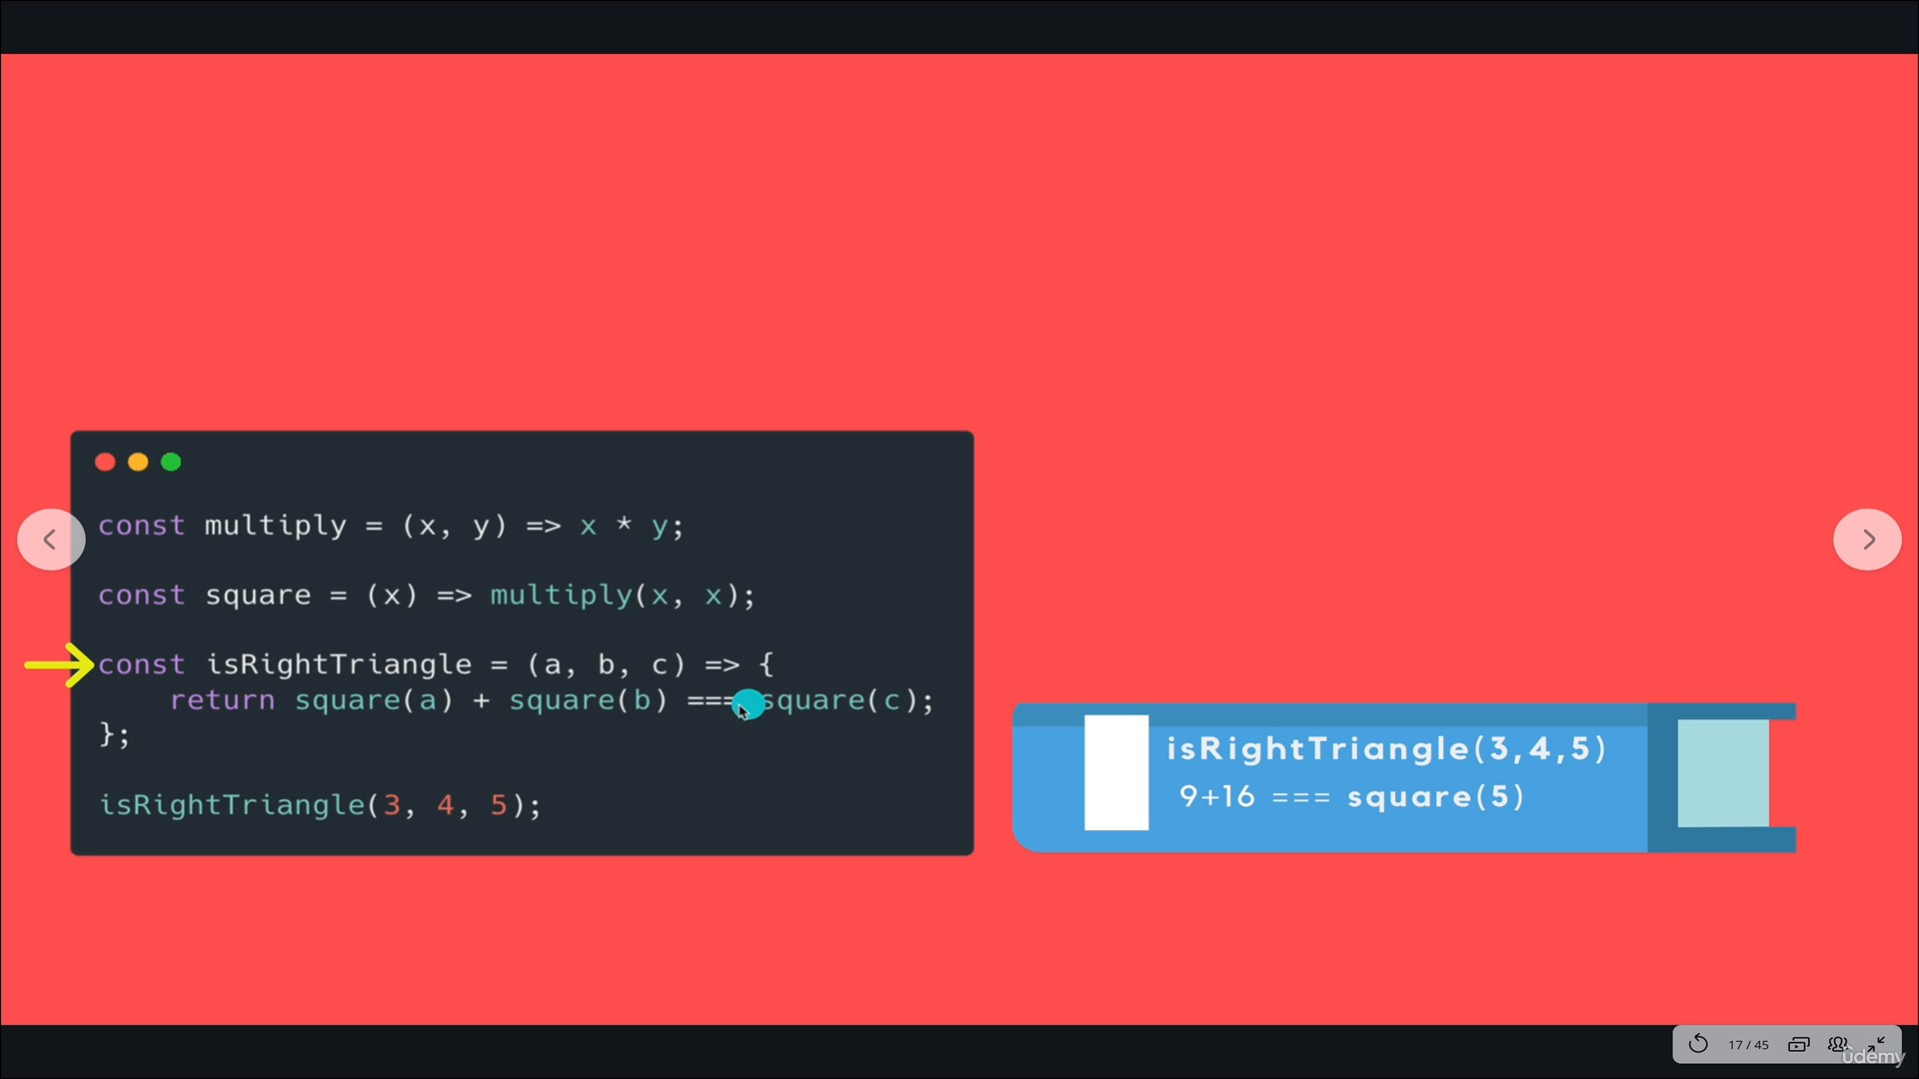 const multiply = (x, y) => x * y;
const square = (x) => multiply(x, x);
const isRightTriangle = (a, b, c) => {
return square(a) + square(b) === square(c);
};
isRightTriangle(3, 4, 5);
isRightTriangle(3,4,5)
9+16 === square(5)
17 / 45
ûdemy